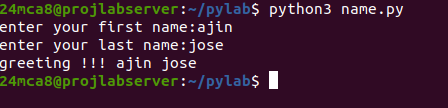 24mca8@projlabserver:~/pylab$ python3 name.py
enter your first name:ajin
enter your last name:jose
greeting !!! ajin jose
24mca8@projlabserver:~/pylab$